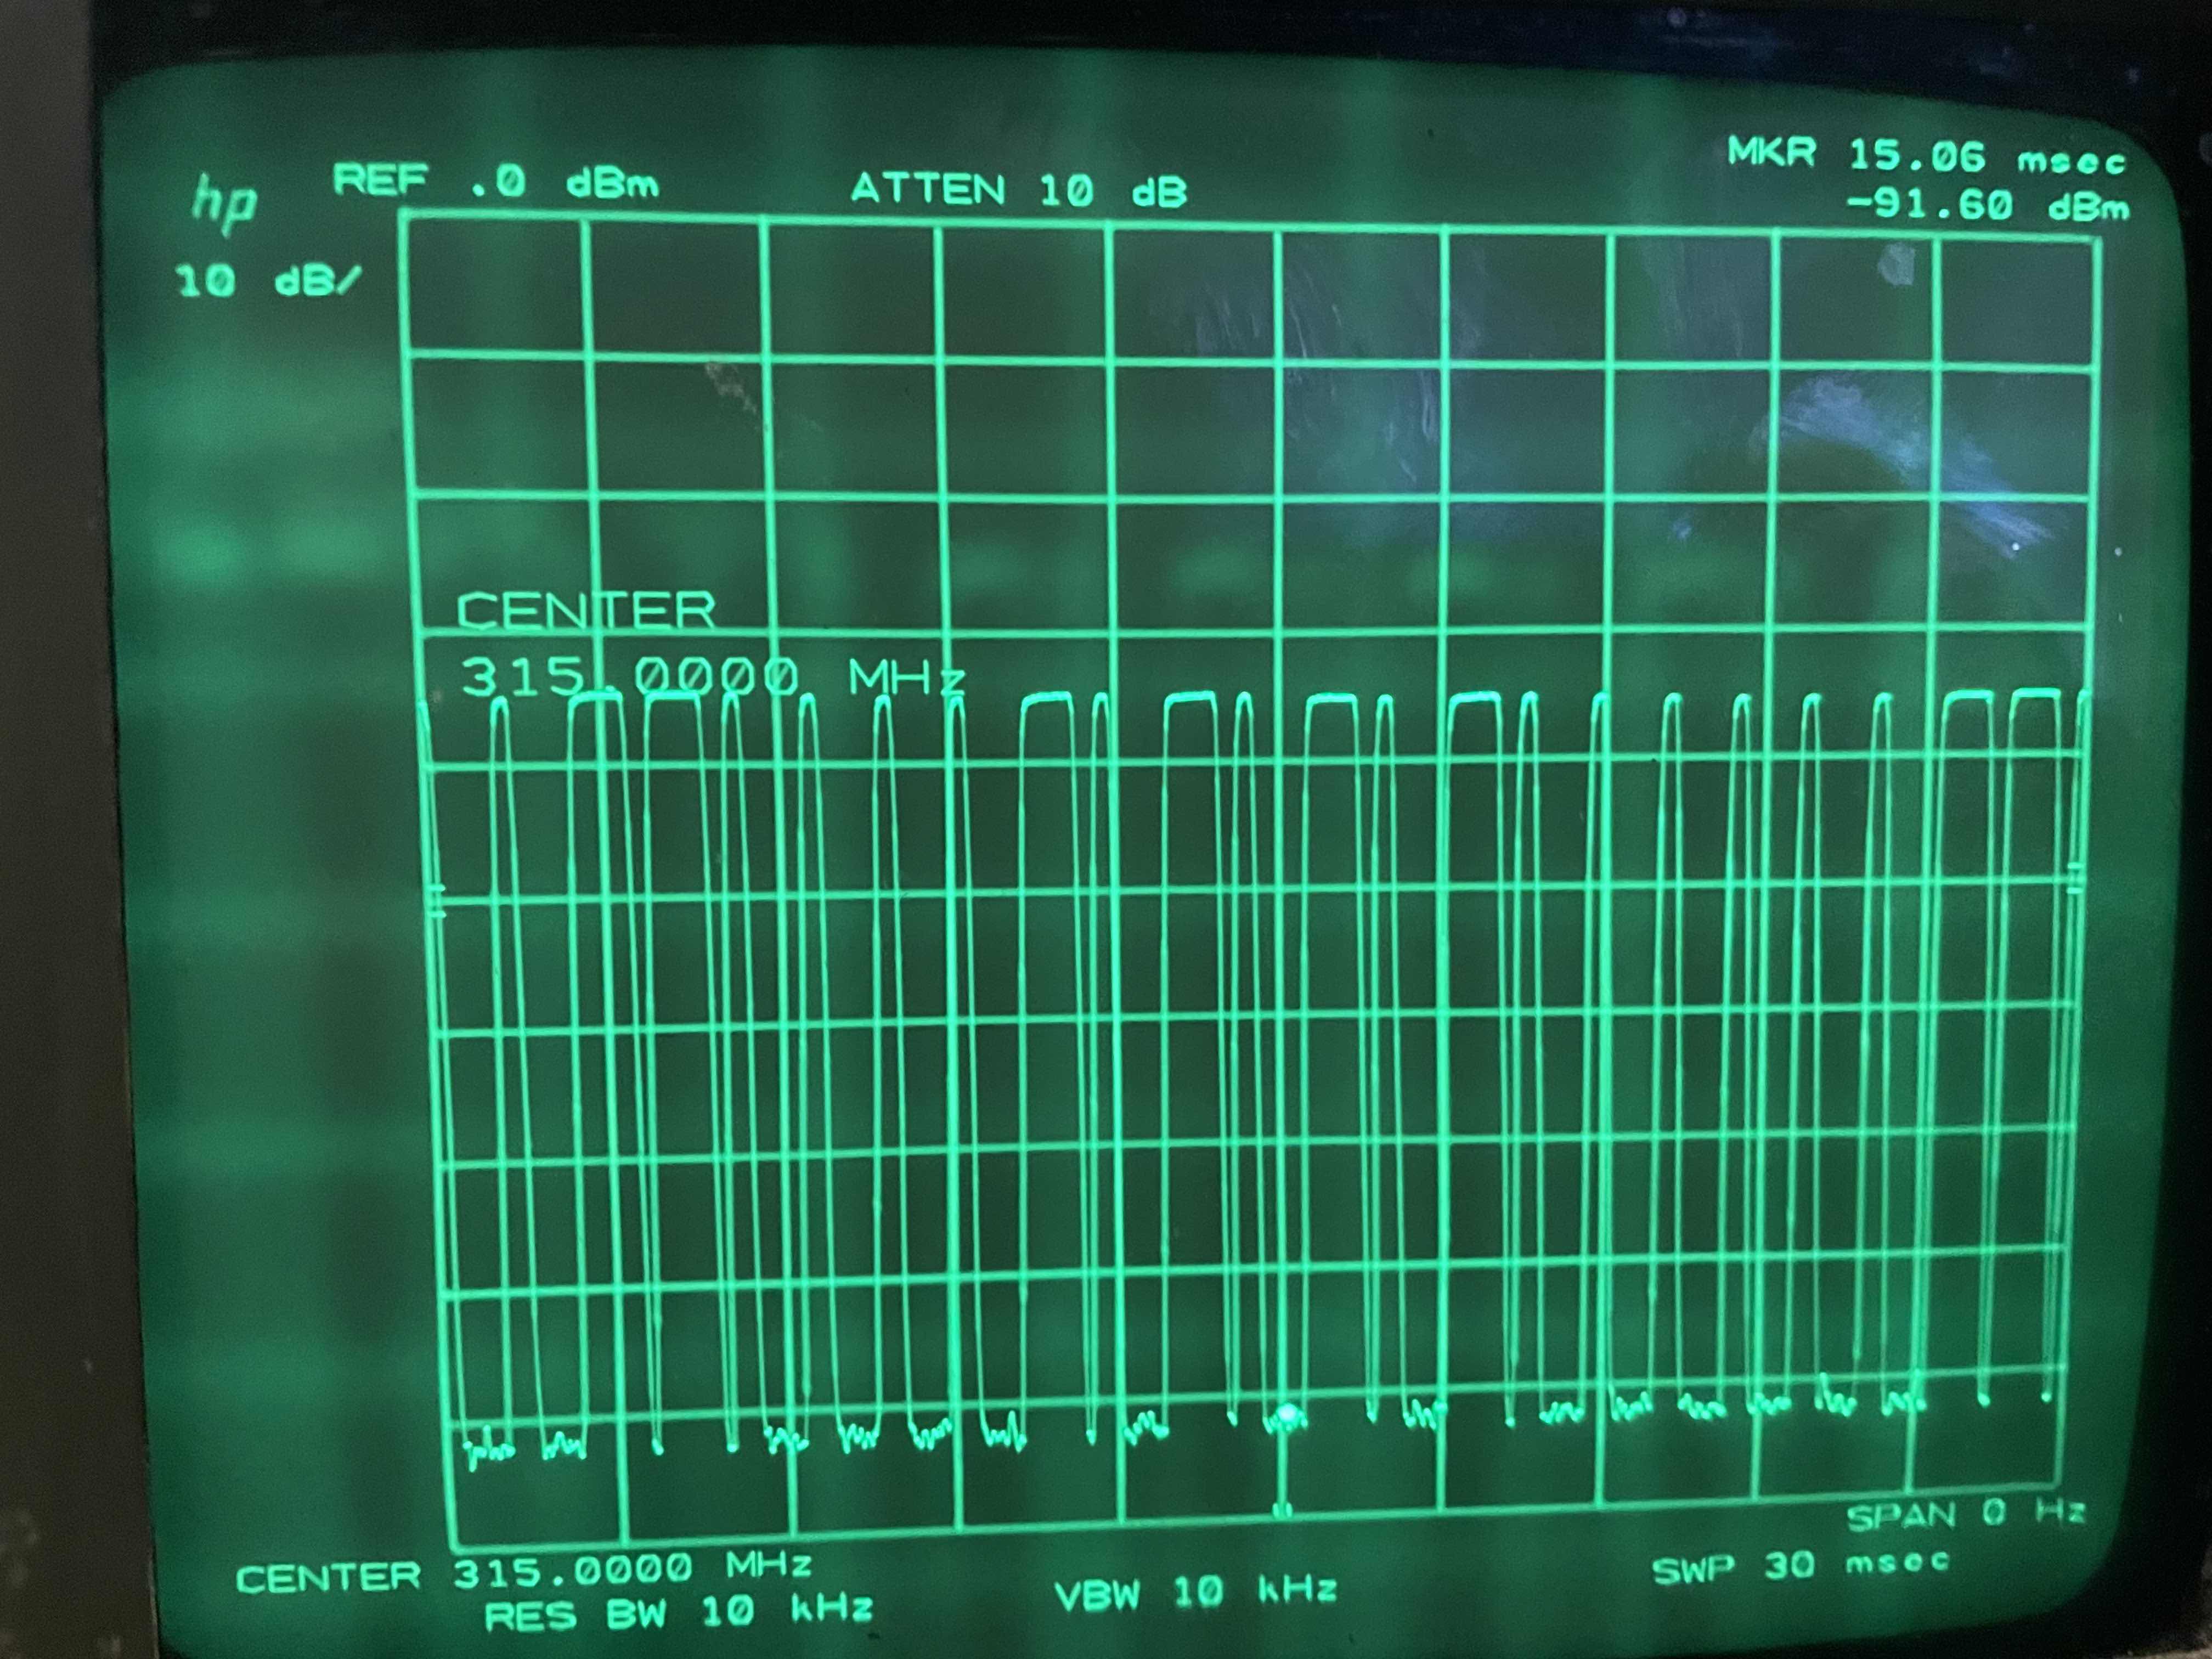 hp REF .0 dBm ATTEN 10 dB MKR 15.06 msec
-91.60 dBm
10 dB/
CENTER
315.0000 MHz
SPAN 0 Hz
CENTER 315.0000 MHz
RES BW 10 kHz VBW 10 kHz SWP 30 msec